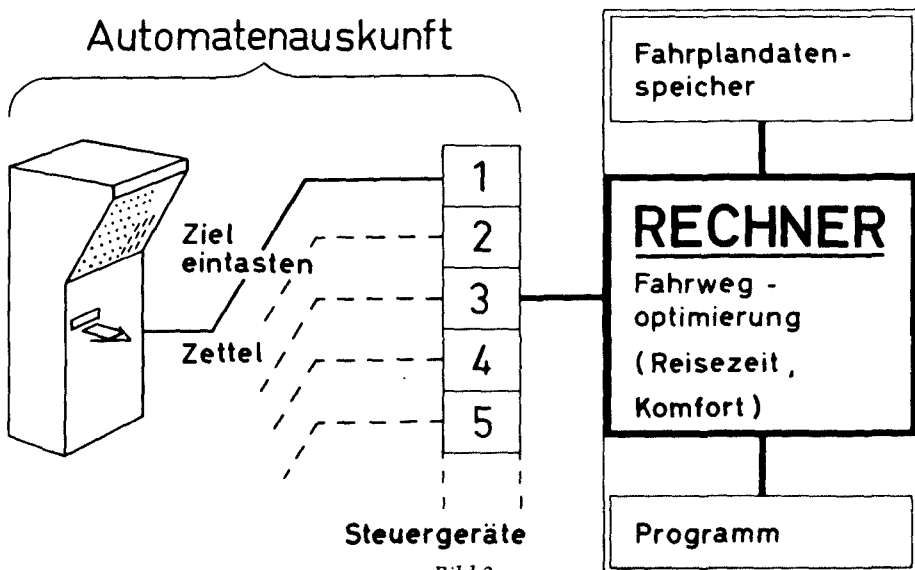 Automatenauskunft
Ziel
eintasten
Zettel
1
2
3
4
5
Steuergeräte
Fahrplandaten-
speicher
RECHNER
Fahrweg -
optimierung
(Reisezeit,
Komfort)
Programm